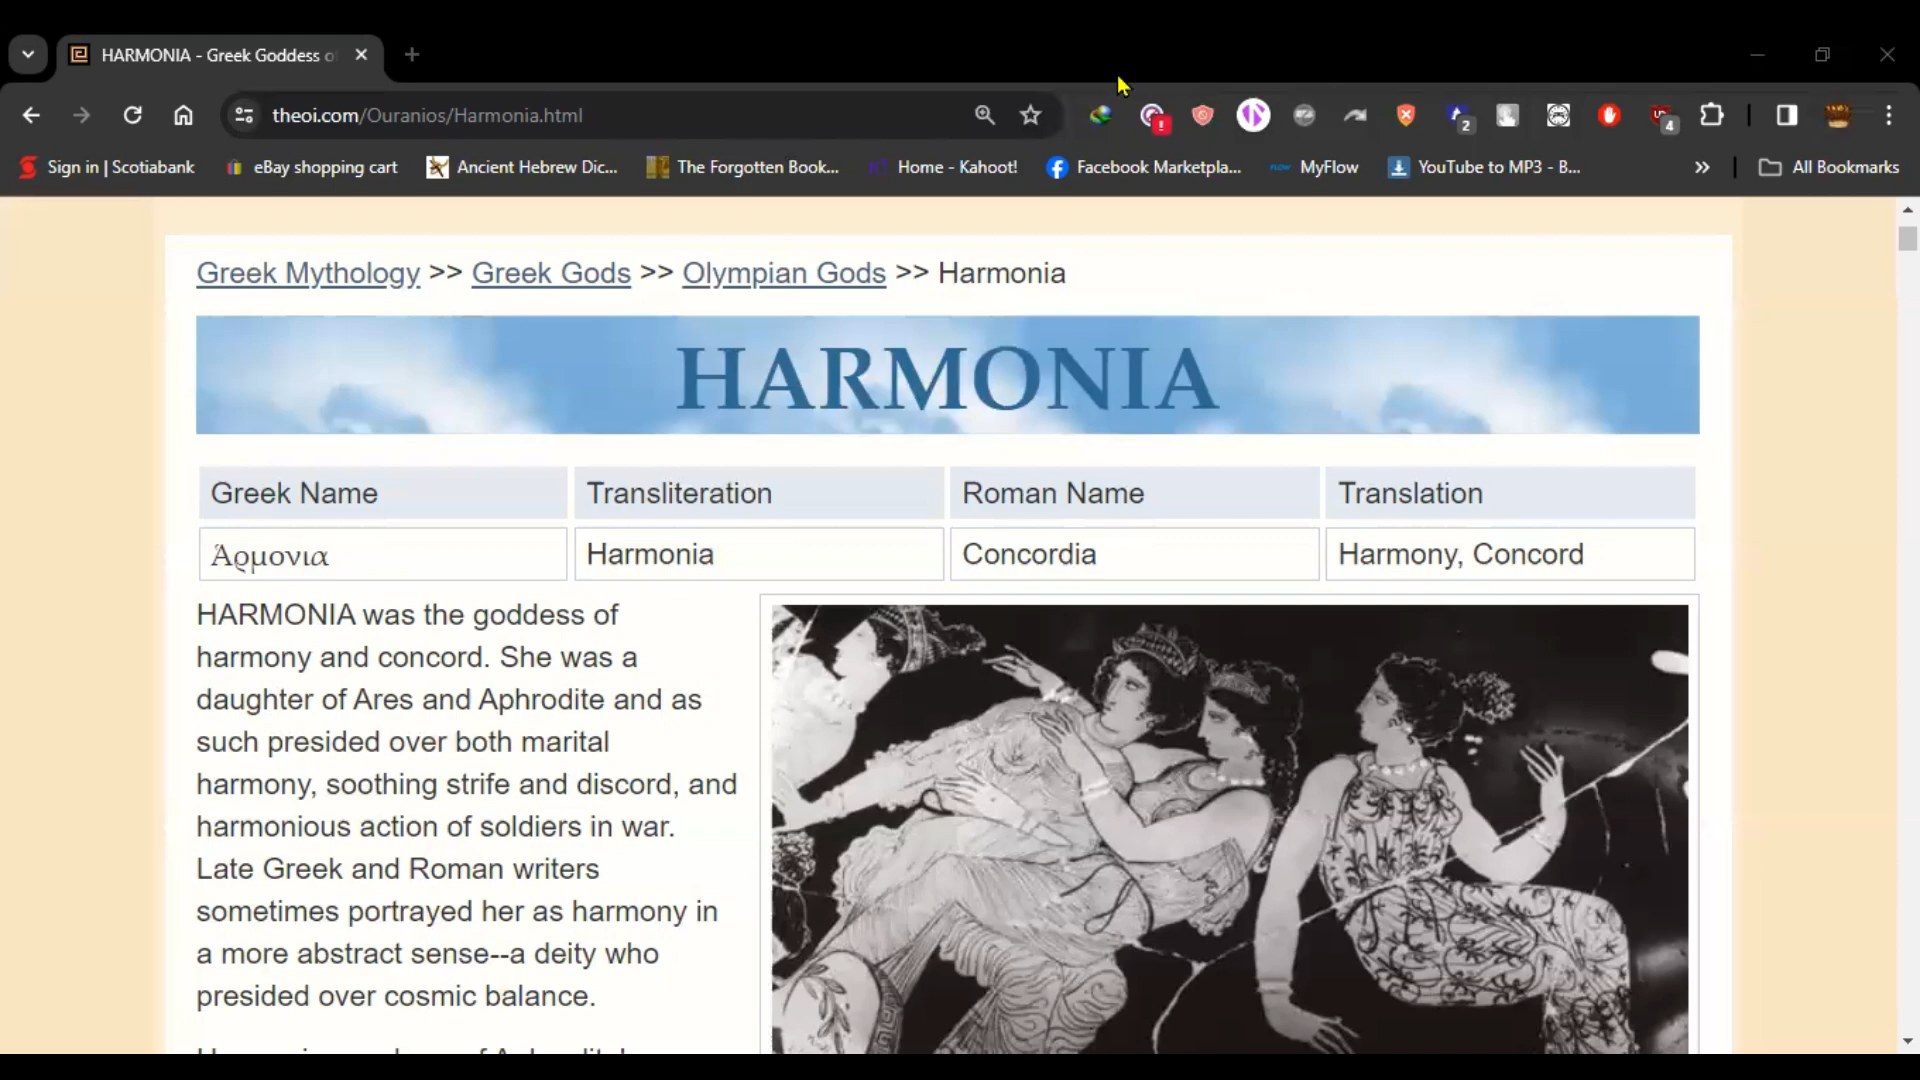 HARMONIA - Greek Goddess o
theoi.com/Ouranios/Harmonia.html
2
4
Sign in | Scotiabank
eBay shopping cart
Ancient Hebrew Dic...
The Forgotten Book...
Home - Kahoot!
Facebook Marketpla...
MyFlow
YouTube to MP3 - B...
All Bookmarks
Greek Mythology >> Greek Gods >> Olympian Gods >> Harmonia
HARMONIA
Greek Name Transliteration Roman Name Translation
Ἁρμονια Harmonia Concordia Harmony, Concord
HARMONIA was the goddess of
harmony and concord. She was a
daughter of Ares and Aphrodite and as
such presided over both marital
harmony, soothing strife and discord, and
harmonious action of soldiers in war.
Late Greek and Roman writers
sometimes portrayed her as harmony in
a more abstract sense--a deity who
presided over cosmic balance.